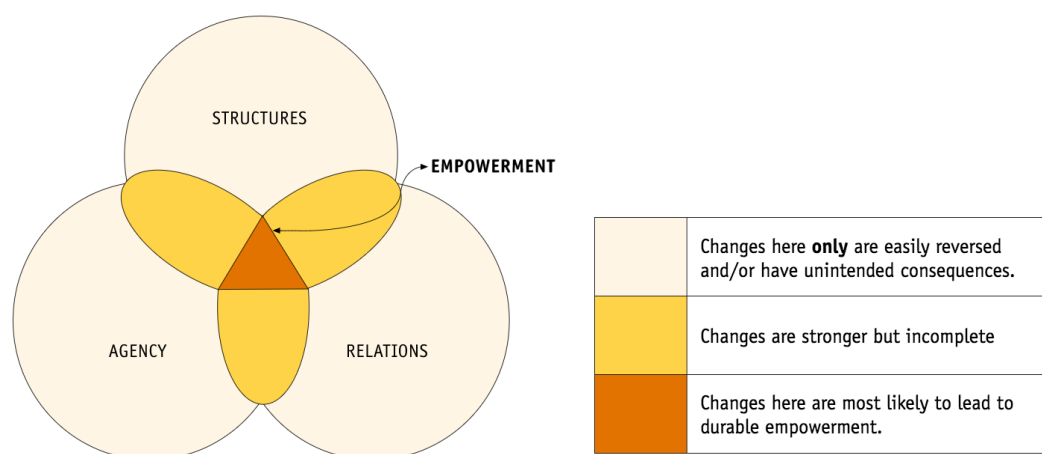 STRUCTURES
EMPOWERMENT
AGENCY
RELATIONS
Changes here only are easily reversed
and/or have unintended consequences.
Changes are stronger but incomplete
Changes here are most likely to lead to
durable empowerment.